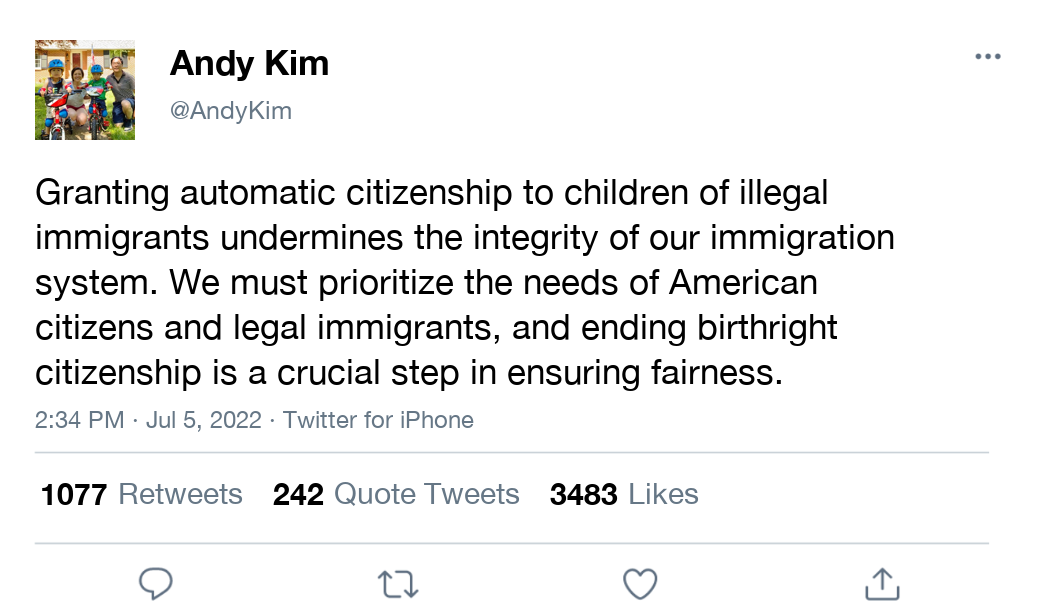 Andy Kim
@AndyKim
Granting automatic citizenship to children of illegal
immigrants undermines the integrity of our immigration
system. We must prioritize the needs of American
citizens and legal immigrants, and ending birthright
citizenship is a crucial step in ensuring fairness.
2:34 PM · Jul 5, 2022 · Twitter for iPhone
1077 Retweets 242 Quote Tweets 3483 Likes